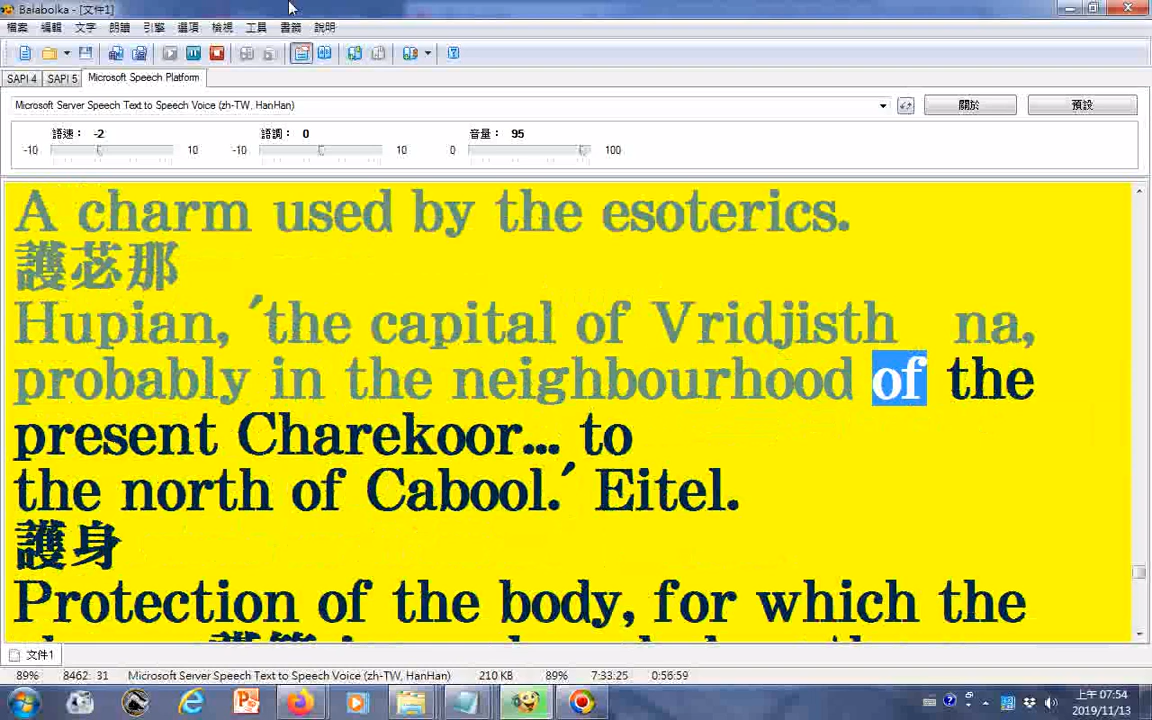 Balabolka - [文件1]
檔案 編輯 文字 朗讀 引擎 選項 檢視 工具 書籤 說明
SAPI 4 SAPI 5 Microsoft Speech Platform
Microsoft Server Speech Text to Speech Voice (zh-TW, HanHan) 關於 預設
語速： -2 語調： 0 音量： 95
-10 10 -10 10 0 100
A charm used by the esoterics.
護苾那
Hupian, ´the capital of Vridjisth na,
probably in the neighbourhood of the
present Charekoor... to
the north of Cabool.´ Eitel.
護身
Protection of the body, for which the
文件1
89% 8462: 31 Microsoft Server Speech Text to Speech Voice (zh-TW, HanHan) 210 KB 89% 7:33:25 0:56:59
上午 07:54
2019/11/13